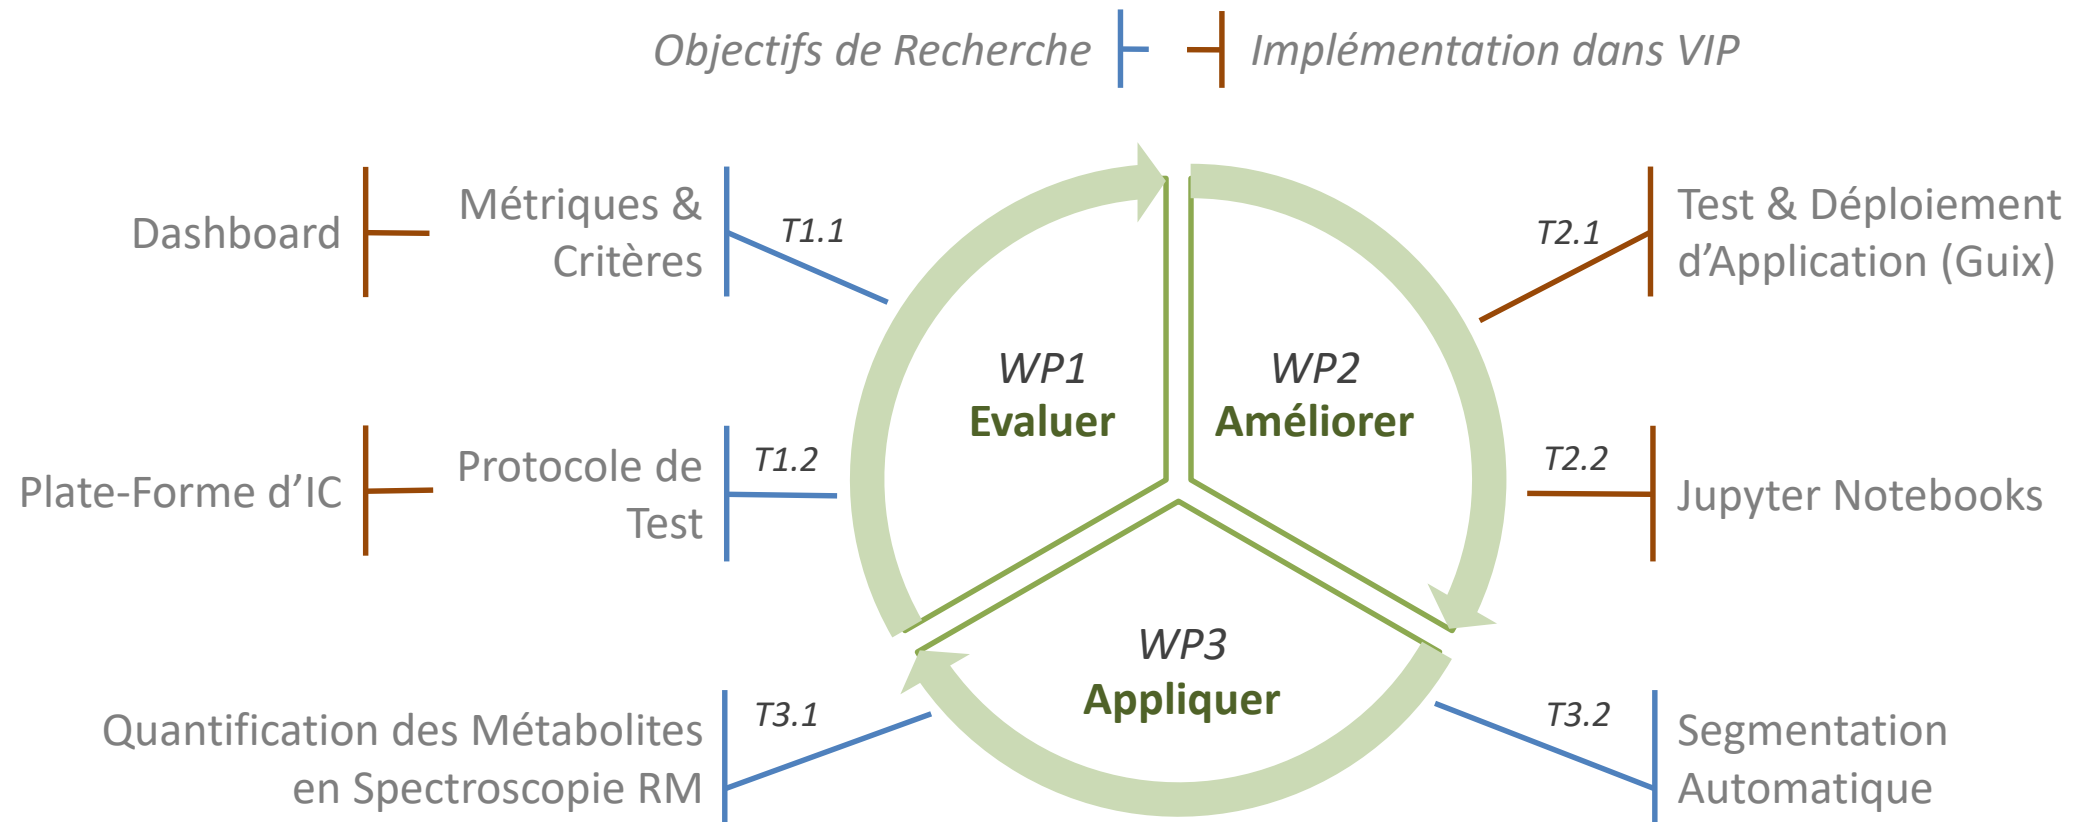 Objectifs de Recherche
Implémentation dans VIP
Dashboard
Métriques &
Critères
T1.1
T2.1
Test & Déploiement
d’Application (Guix)
WP1
Evaluer
WP2
Améliorer
Plate-Forme d’IC
Protocole de
Test
T1.2
T2.2
Jupyter Notebooks
WP3
Appliquer
Quantification des Métabolites
en Spectroscopie RM
T3.1
T3.2
Segmentation
Automatique